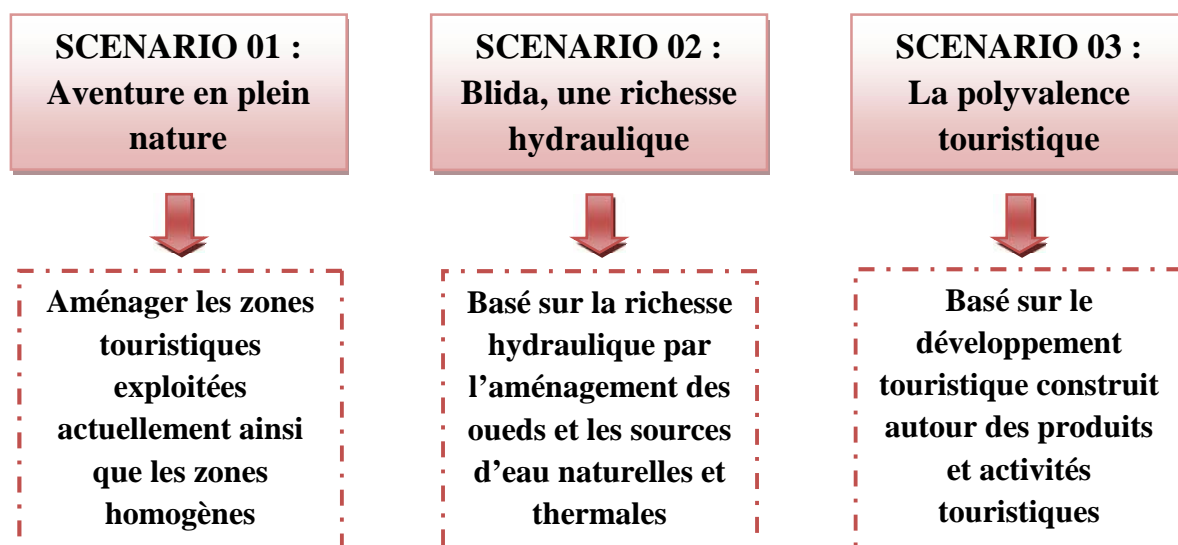 SCENARIO 01 :
Aventure en plein
nature
SCENARIO 02 :
Blida, une richesse
hydraulique
SCENARIO 03 :
La polyvalence
touristique
Aménager les zones
touristiques
exploitées
actuellement ainsi
que les zones
homogènes
Basé sur la richesse
hydraulique par
l’aménagement des
oueds et les sources
d’eau naturelles et
thermales
Basé sur le
développement
touristique construit
autour des produits
et activités
touristiques